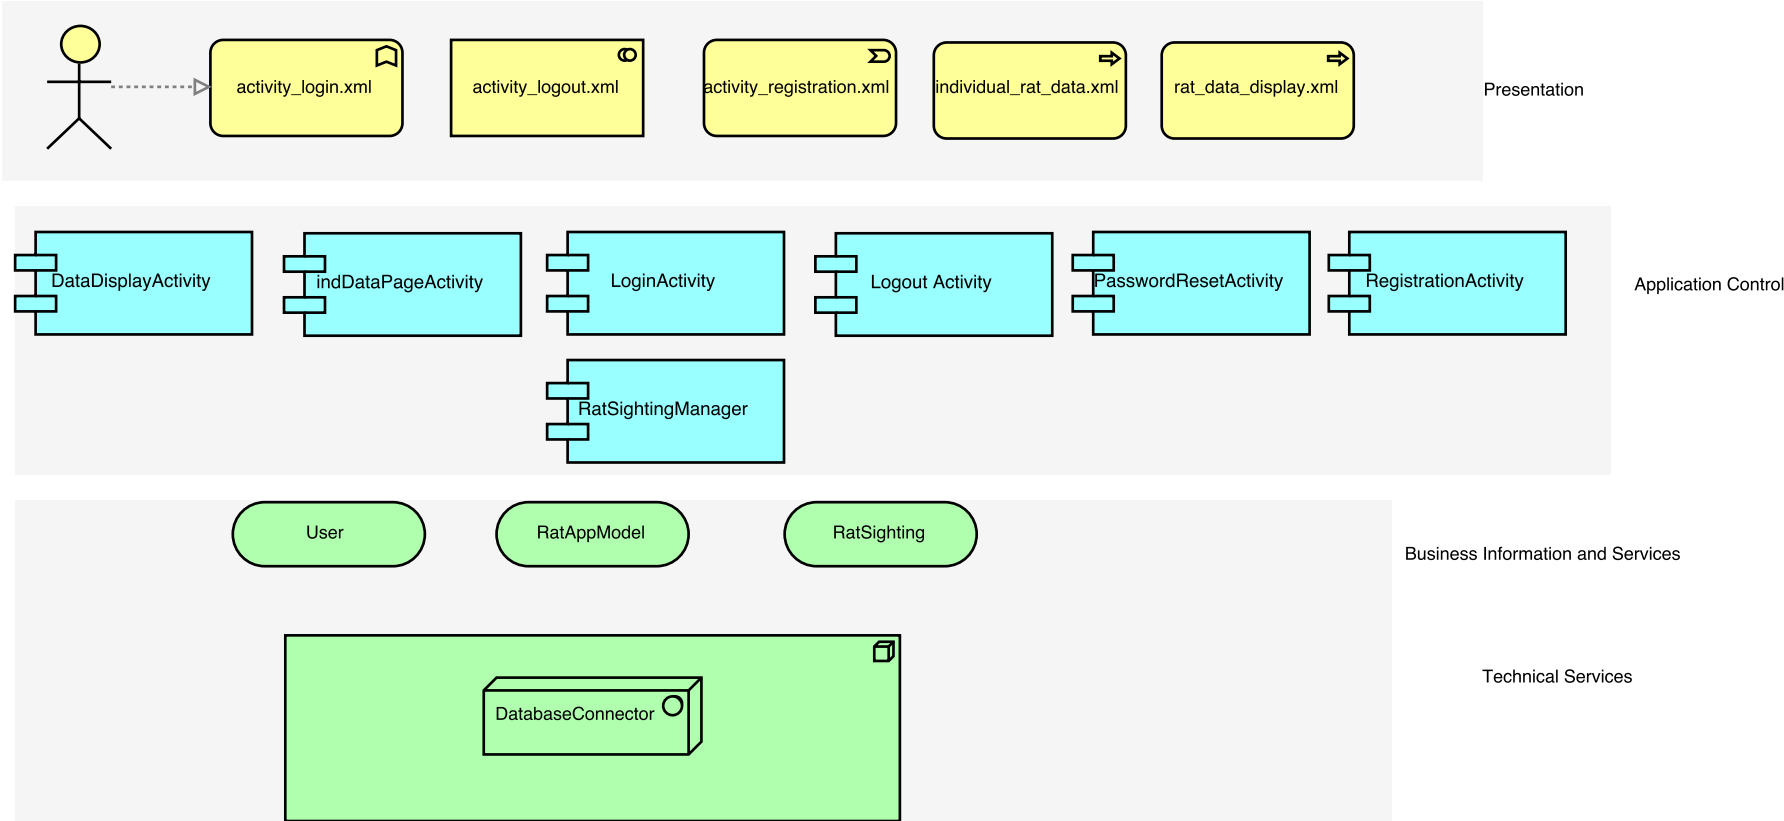 activity_login.xml
activity_logout.xml
activity_registration.xml
individual_rat_data.xml
rat_data_display.xml
Presentation
DataDisplayActivity
indDataPageActivity
LoginActivity
Logout Activity
PasswordResetActivity
RegistrationActivity
Application Control
RatSightingManager
User
RatAppModel
RatSighting
Business Information and Services
Technical Services
DatabaseConnector